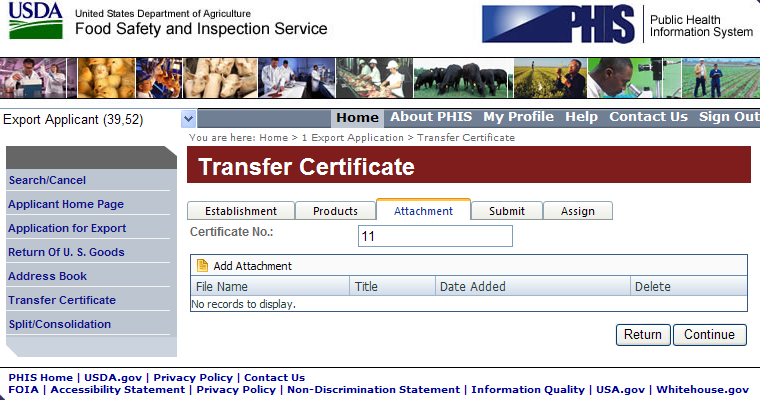 USDA
United States Department of Agriculture
Food Safety and Inspection Service
PHIS
Public Health
Information System
Export Applicant (39,52)
Home About PHIS My Profile Help Contact Us Sign Out
You are here: Home > 1 Export Application > Transfer Certificate
Search/Cancel
Applicant Home Page
Application for Export
Return Of U. S. Goods
Address Book
Transfer Certificate
Split/Consolidation
Transfer Certificate
Establishment Products Attachment Submit Assign
Certificate No.: 11
Add Attachment
File Name Title Date Added Delete
No records to display.
Return Continue
PHIS Home | USDA.gov | Privacy Policy | Contact Us
FOIA | Accessibility Statement | Privacy Policy | Non-Discrimination Statement | Information Quality | USA.gov | Whitehouse.gov